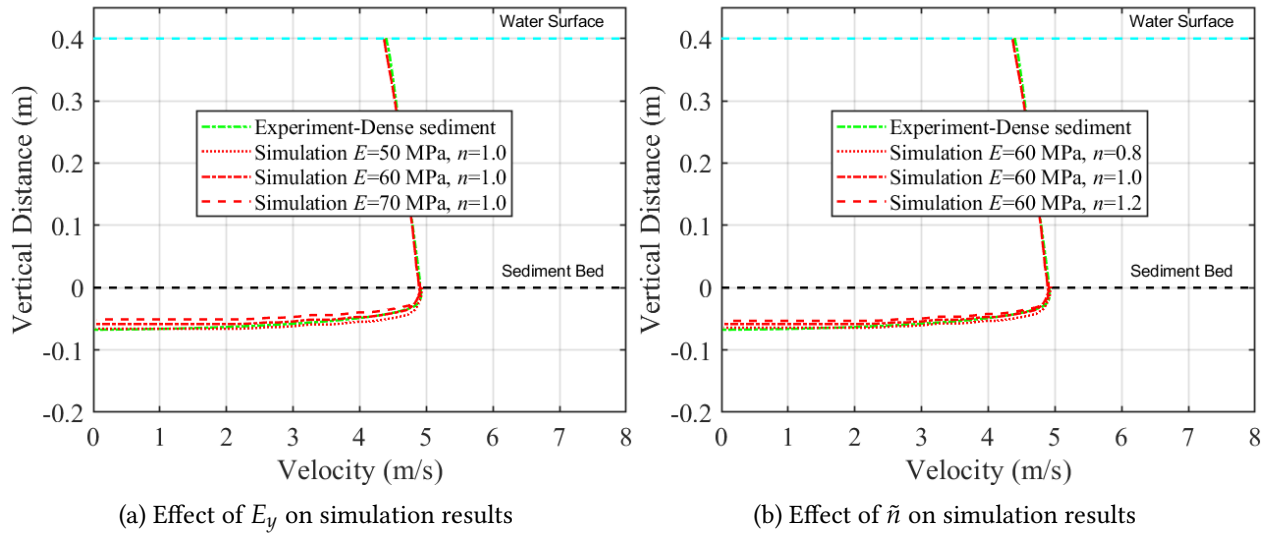 Water Surface
0.4
0.3
0.2
0.1
0
-0.1
-0.2
Vertical Distance (m)
Experiment-Dense sediment
Simulation E=50 MPa, n=1.0
Simulation E=60 MPa, n=1.0
Simulation E=70 MPa, n=1.0
Sediment Bed
0 1 2 3 4 5 6 7 8
Velocity (m/s)
(a) Effect of E_y on simulation results
Water Surface
0.4
0.3
0.2
0.1
0
-0.1
-0.2
Vertical Distance (m)
Experiment-Dense sediment
Simulation E=60 MPa, n=0.8
Simulation E=60 MPa, n=1.0
Simulation E=60 MPa, n=1.2
Sediment Bed
0 1 2 3 4 5 6 7 8
Velocity (m/s)
(b) Effect of ñ on simulation results